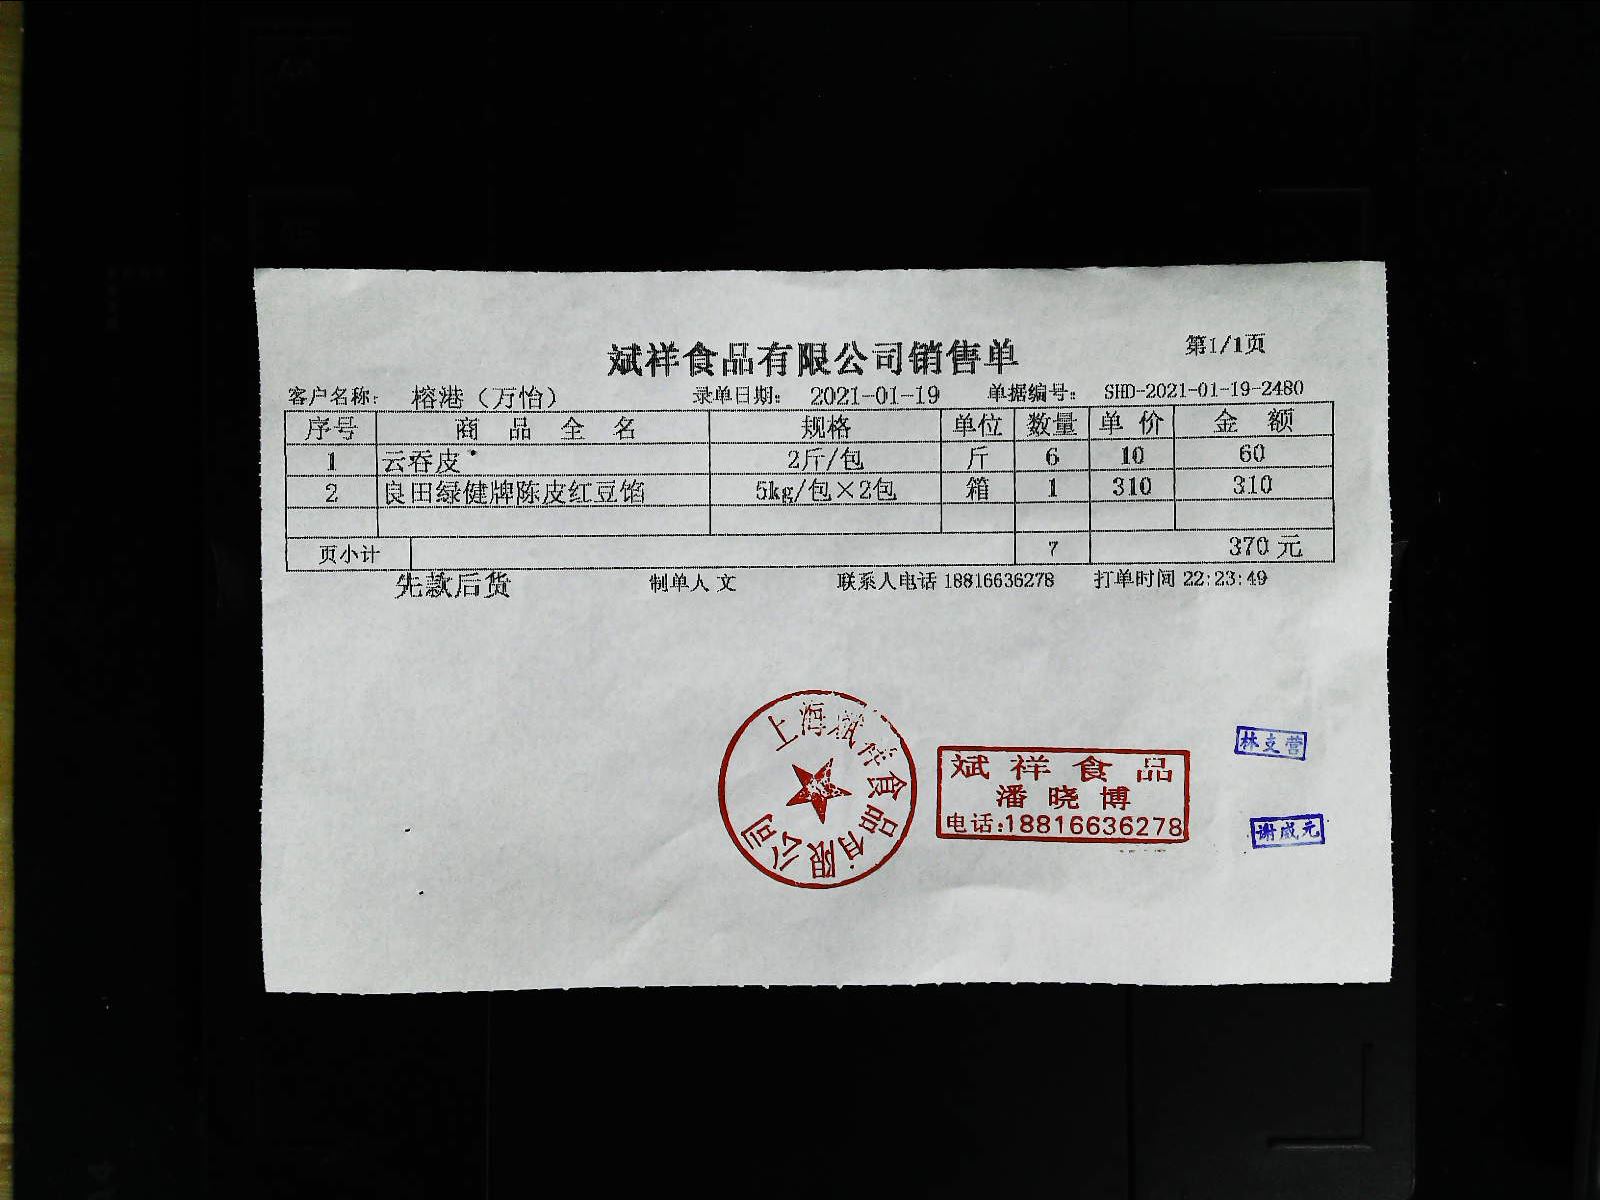 斌祥食品有限公司销售单
第1/1页
客户名称： 榕港（万怡） 录单日期： 2021-01-19 单据编号： SHD-2021-01-19-2480
序号 商品全名 规格 单位 数量 单价 金额
1 云吞皮 2斤/包 斤 6 10 60
2 良田绿健牌陈皮红豆馅 5kg/包×2包 箱 1 310 310
页小计 7 370元
先款后货 制单人 文 联系人电话 18816636278 打单时间 22:23:49
上海斌祥食品有限公司
斌祥食品
潘晓博
电话:18816636278
林支营
谢咸元